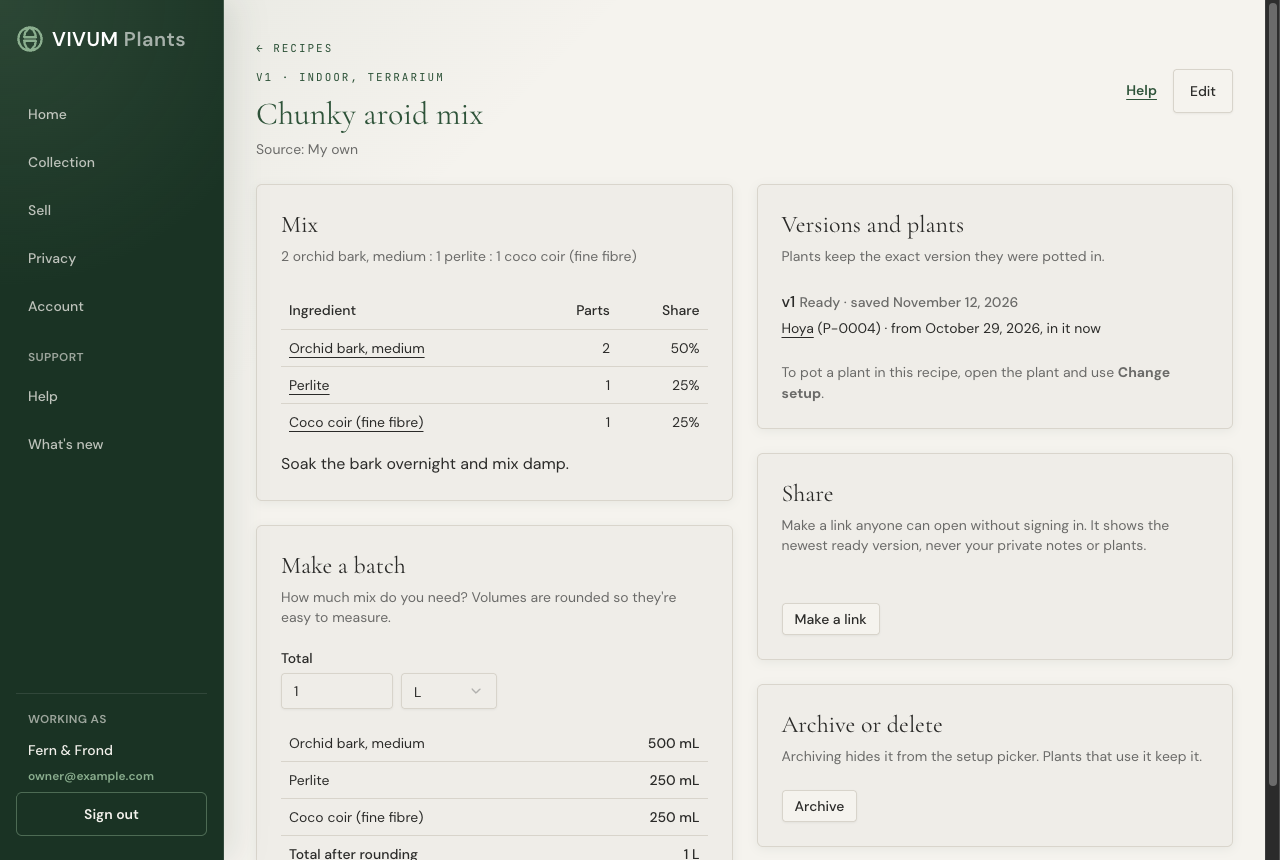 VIVUM Plants
Home
Collection
Sell
Privacy
Account
SUPPORT
Help
What's new
WORKING AS
Fern & Frond
owner@example.com
Sign out
← RECIPES
V1 · INDOOR, TERRARIUM
Chunky aroid mix
Source: My own
Help
Edit
Mix
2 orchid bark, medium : 1 perlite : 1 coco coir (fine fibre)
Ingredient Parts Share
Orchid bark, medium 2 50%
Perlite 1 25%
Coco coir (fine fibre) 1 25%
Soak the bark overnight and mix damp.
Make a batch
How much mix do you need? Volumes are rounded so they're
easy to measure.
Total
1 L
Orchid bark, medium 500 mL
Perlite 250 mL
Coco coir (fine fibre) 250 mL
Total after rounding 1 L
Versions and plants
Plants keep the exact version they were potted in.
v1 Ready · saved November 12, 2026
Hoya (P-0004) · from October 29, 2026, in it now
To pot a plant in this recipe, open the plant and use Change
setup.
Share
Make a link anyone can open without signing in. It shows the
newest ready version, never your private notes or plants.
Make a link
Archive or delete
Archiving hides it from the setup picker. Plants that use it keep it.
Archive